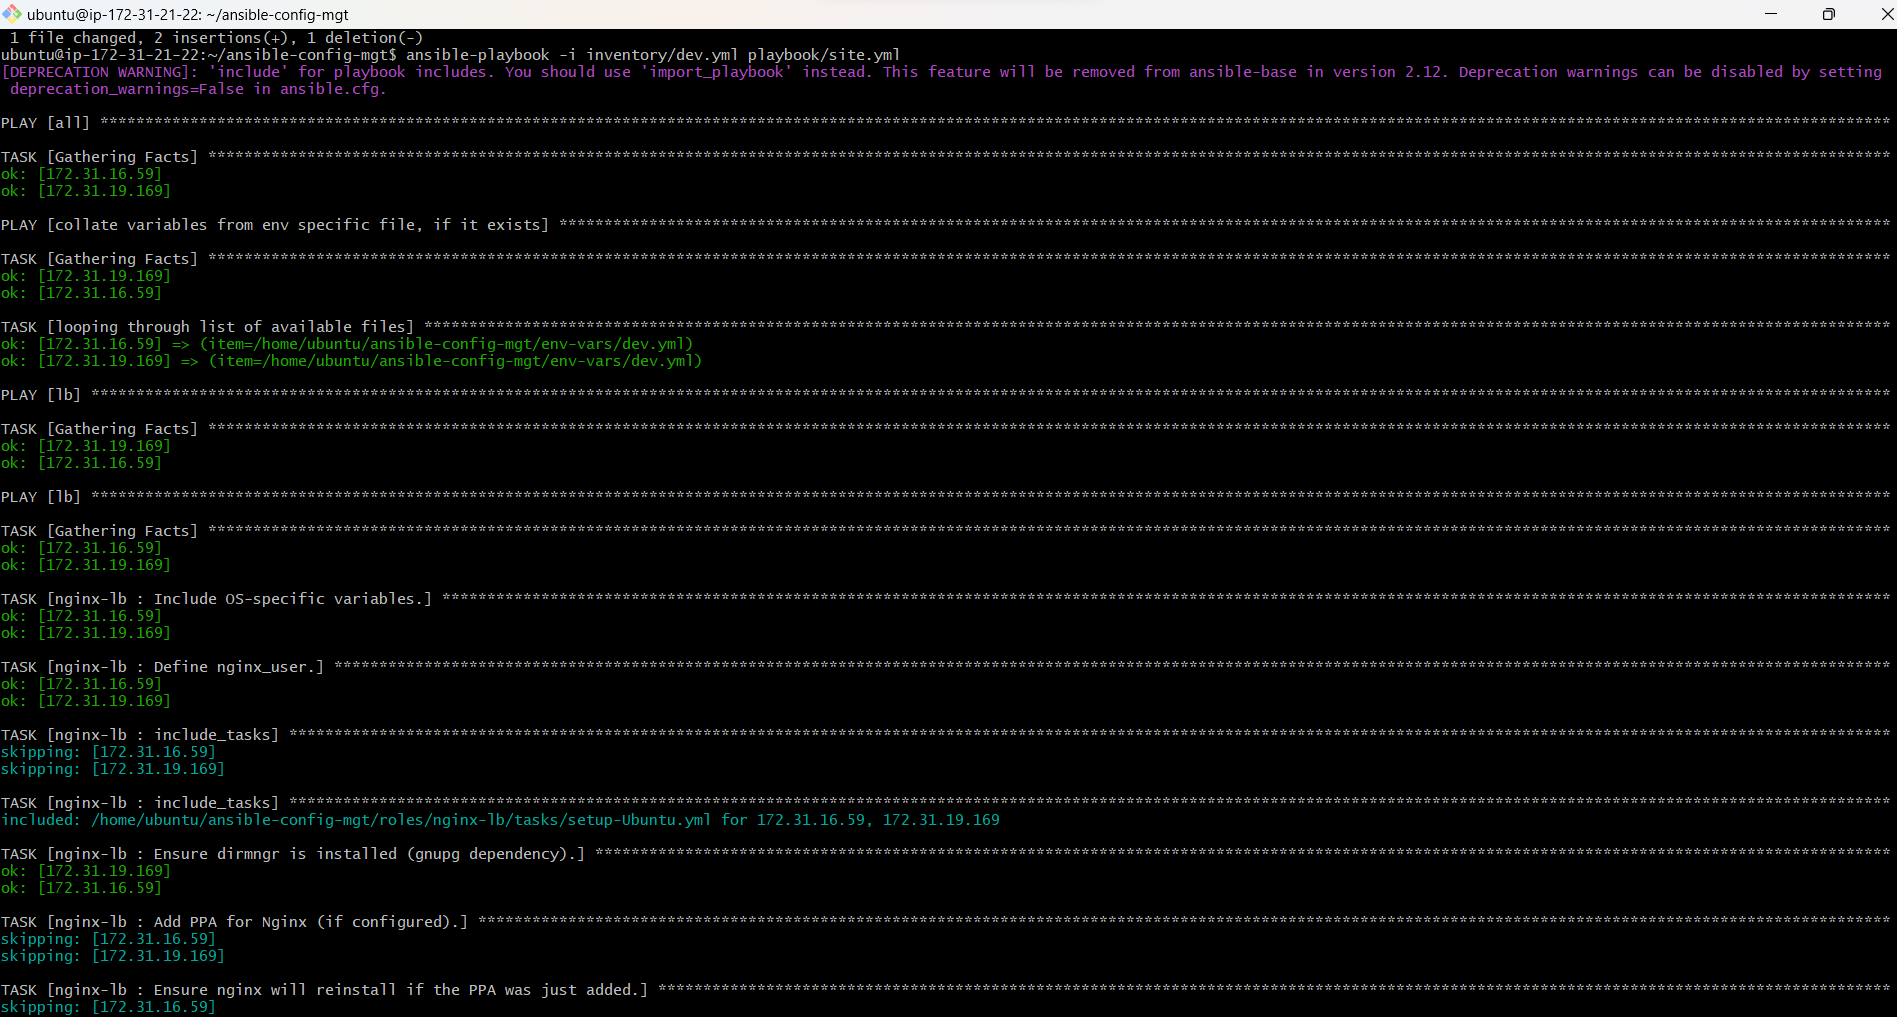 ubuntu@ip-172-31-21-22: ~/ansible-config-mgt
1 file changed, 2 insertions(+), 1 deletion(-)
ubuntu@ip-172-31-21-22:~/ansible-config-mgt$ ansible-playbook -i inventory/dev.yml playbook/site.yml
[DEPRECATION WARNING]: 'include' for playbook includes. You should use 'import_playbook' instead. This feature will be removed from ansible-base in version 2.12. Deprecation warnings can be disabled by setting
deprecation_warnings=False in ansible.cfg.
PLAY [all] ***
TASK [Gathering Facts] ***
ok: [172.31.16.59]
ok: [172.31.19.169]
PLAY [collate variables from env specific file, if it exists] ***
TASK [Gathering Facts] ***
ok: [172.31.19.169]
ok: [172.31.16.59]
TASK [looping through list of available files] ***
ok: [172.31.16.59] => (item=/home/ubuntu/ansible-config-mgt/env-vars/dev.yml)
ok: [172.31.19.169] => (item=/home/ubuntu/ansible-config-mgt/env-vars/dev.yml)
PLAY [lb] ***
TASK [Gathering Facts] ***
ok: [172.31.19.169]
ok: [172.31.16.59]
PLAY [lb] ***
TASK [Gathering Facts] ***
ok: [172.31.16.59]
ok: [172.31.19.169]
TASK [nginx-lb : Include OS-specific variables.] ***
ok: [172.31.16.59]
ok: [172.31.19.169]
TASK [nginx-lb : Define nginx_user.] ***
ok: [172.31.16.59]
ok: [172.31.19.169]
TASK [nginx-lb : include_tasks] ***
skipping: [172.31.16.59]
skipping: [172.31.19.169]
TASK [nginx-lb : include_tasks] ***
included: /home/ubuntu/ansible-config-mgt/roles/nginx-lb/tasks/setup-Ubuntu.yml for 172.31.16.59, 172.31.19.169
TASK [nginx-lb : Ensure dirmngr is installed (gnupg dependency).] ***
ok: [172.31.19.169]
ok: [172.31.16.59]
TASK [nginx-lb : Add PPA for Nginx (if configured).] ***
skipping: [172.31.16.59]
skipping: [172.31.19.169]
TASK [nginx-lb : Ensure nginx will reinstall if the PPA was just added.] ***
skipping: [172.31.16.59]